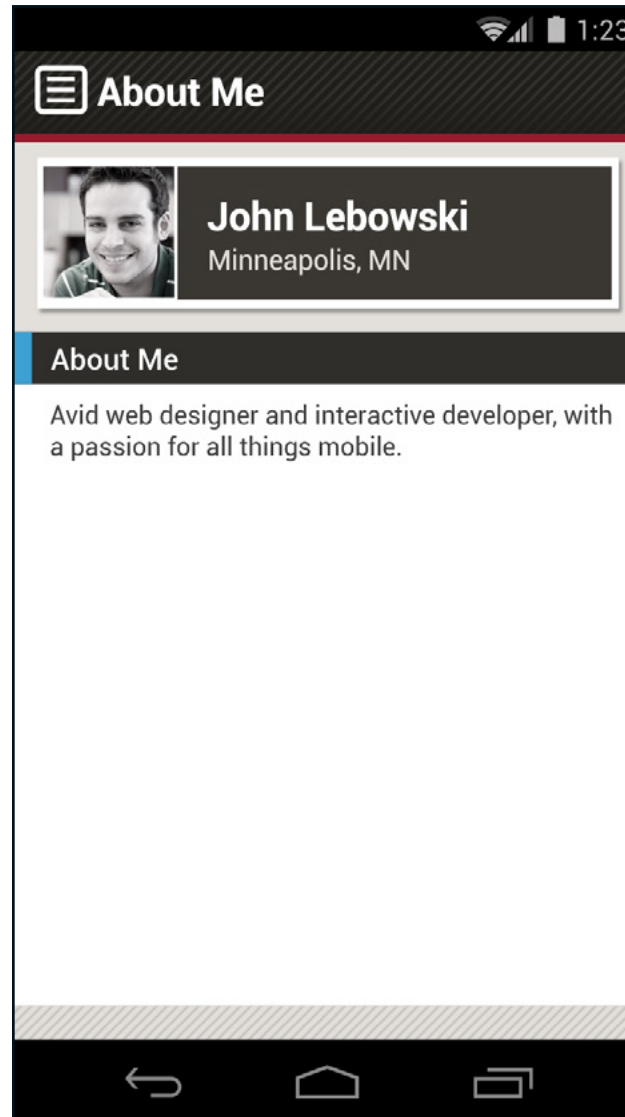 1:23
About Me
John Lebowski
Minneapolis, MN
About Me
Avid web designer and interactive developer, with
a passion for all things mobile.